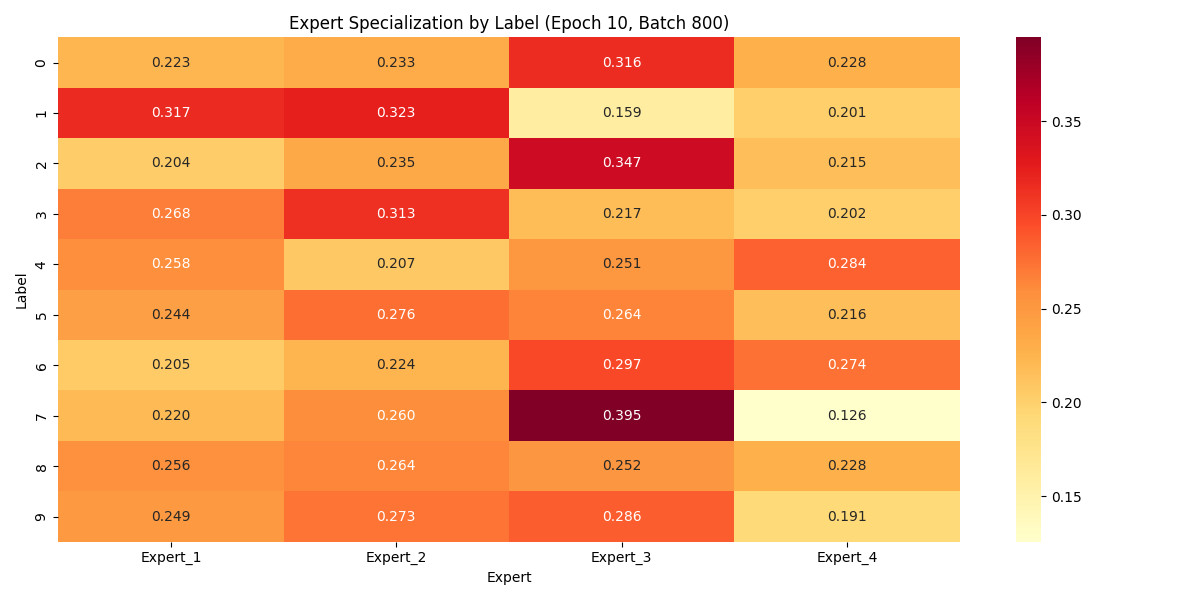 Expert Specialization by Label (Epoch 10, Batch 800)
0 0.223 0.233 0.316 0.228
1 0.317 0.323 0.159 0.201
2 0.204 0.235 0.347 0.215
3 0.268 0.313 0.217 0.202
4 0.258 0.207 0.251 0.284
5 0.244 0.276 0.264 0.216
6 0.205 0.224 0.297 0.274
7 0.220 0.260 0.395 0.126
8 0.256 0.264 0.252 0.228
9 0.249 0.273 0.286 0.191
Label
Expert_1 Expert_2 Expert_3 Expert_4
Expert
0.35
0.30
0.25
0.20
0.15